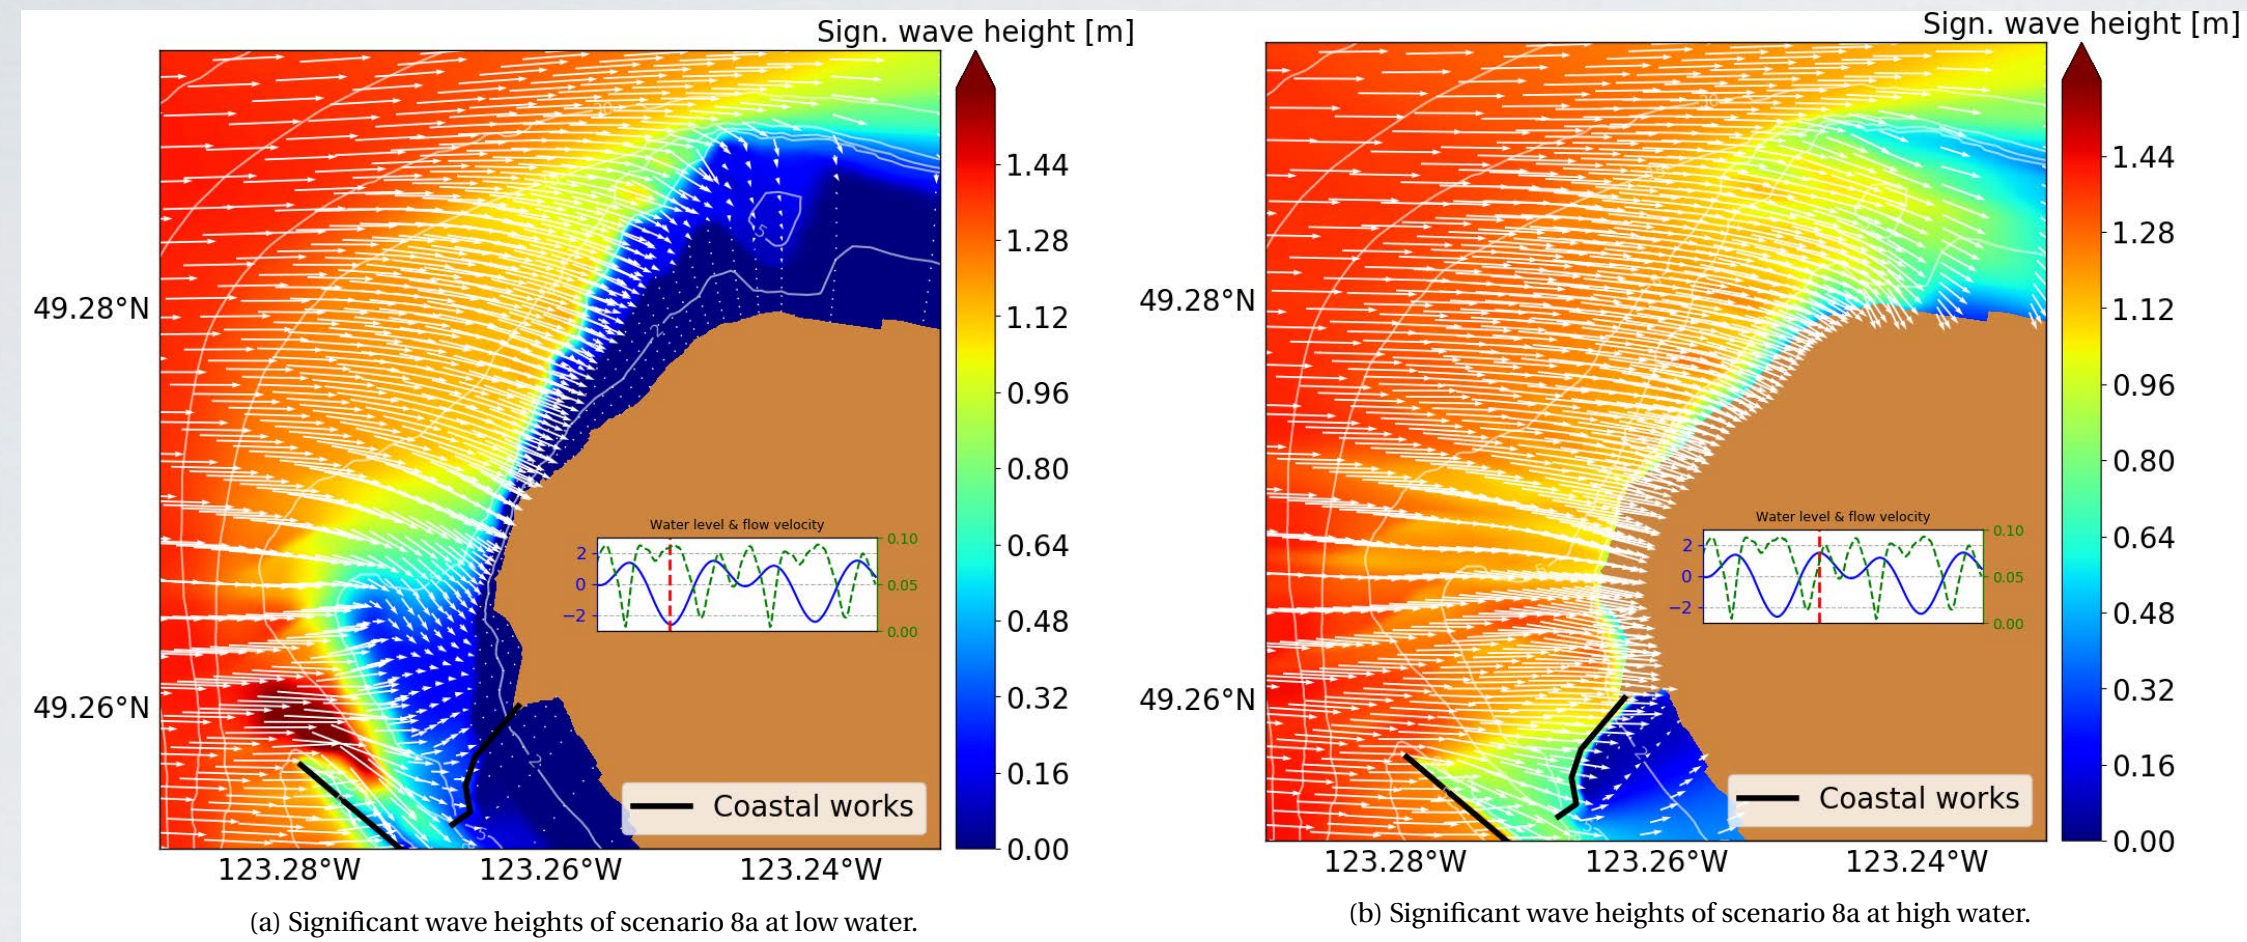 Sign. wave height [m]
1.44
1.28
1.12
0.96
0.80
0.64
0.48
0.32
0.16
0.00
49.28°N
49.26°N
123.28°W 123.26°W 123.24°W
Water level & flow velocity
2
0
−2
0.10
0.05
0.00
Coastal works
(a) Significant wave heights of scenario 8a at low water.
Sign. wave height [m]
1.44
1.28
1.12
0.96
0.80
0.64
0.48
0.32
0.16
0.00
49.28°N
49.26°N
123.28°W 123.26°W 123.24°W
Water level & flow velocity
2
0
−2
0.10
0.05
0.00
Coastal works
(b) Significant wave heights of scenario 8a at high water.